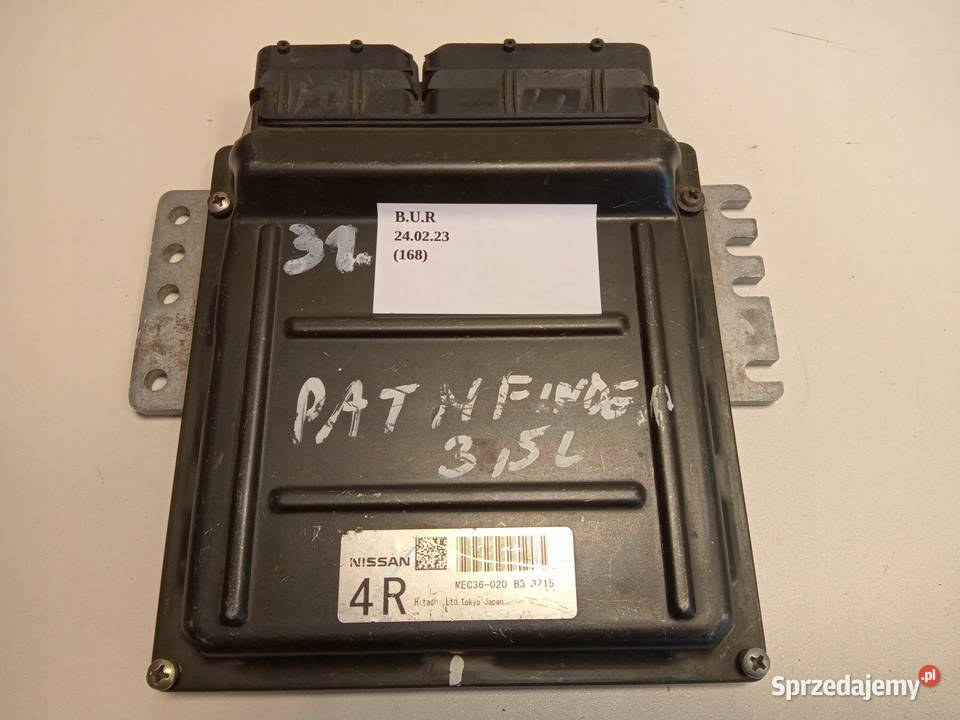 B.U.R
24.02.23
(168)
31.
PATHFINDER
3,5L
NISSAN
4R
MEC36-020 B3 3715
Hitachi,Ltd.Tokyo Japan
Sprzedajemy.pl